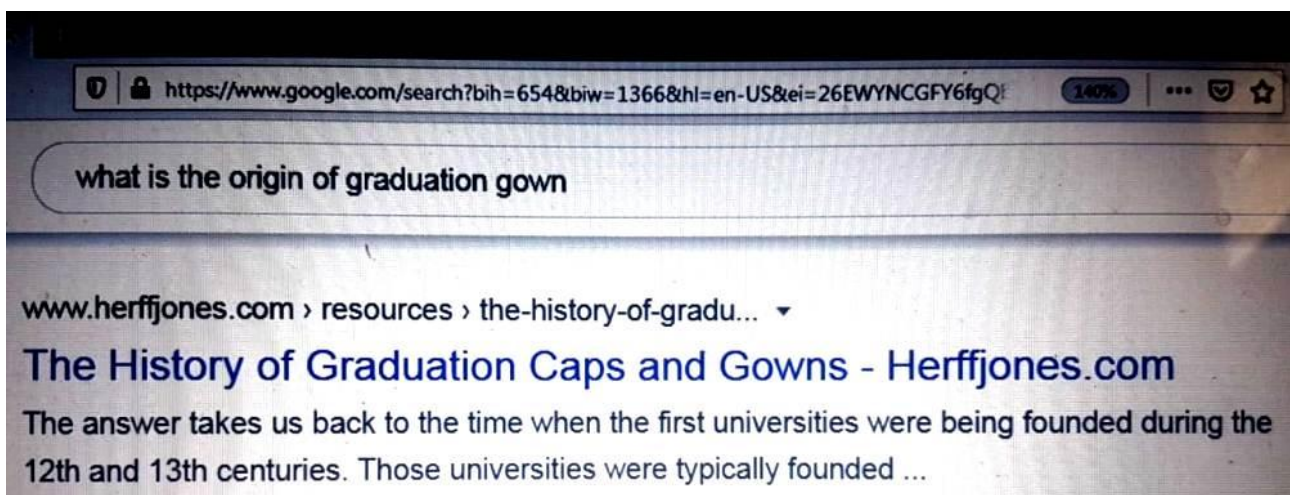 https://www.google.com/search?bih=654&biw=1366&hl=en-US&ei=26EWYNCGFY6fgQ 140%
what is the origin of graduation gown
www.herffjones.com › resources › the-history-of-gradu...
The History of Graduation Caps and Gowns - Herffjones.com
The answer takes us back to the time when the first universities were being founded during the
12th and 13th centuries. Those universities were typically founded ...